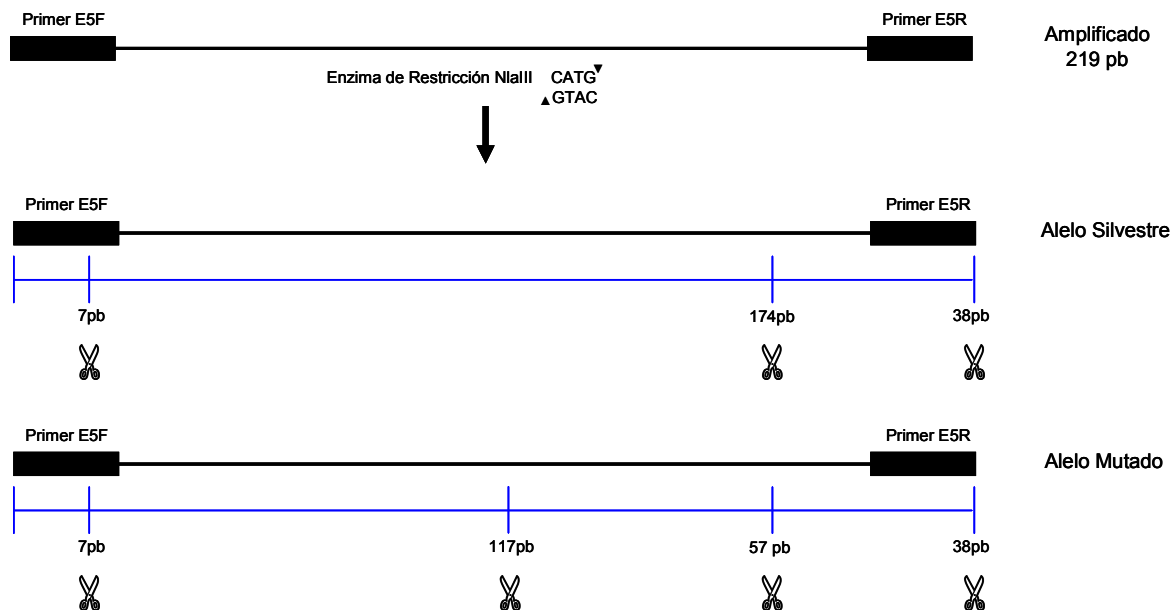 Primer E5F
Primer E5R
Amplificado
219 pb
Enzima de Restricción NlaIII CATG
GTAC
Primer E5F
Primer E5R
Alelo Silvestre
7pb
174pb
38pb
Primer E5F
Primer E5R
Alelo Mutado
7pb
117pb
57 pb
38pb